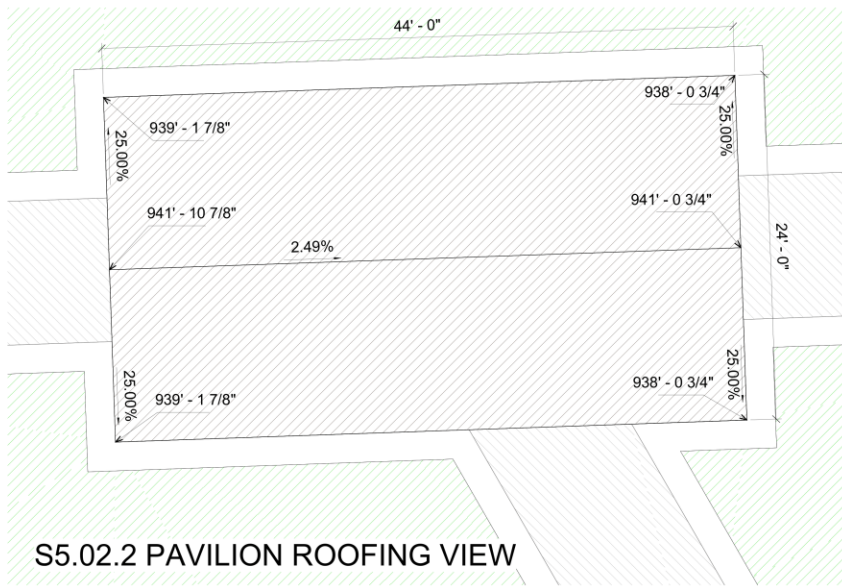 44' - 0"
939' - 1 7/8"
938' - 0 3/4"
25.00%
25.00%
941' - 10 7/8"
941' - 0 3/4"
2.49%
24' - 0"
25.00%
939' - 1 7/8"
938' - 0 3/4"
25.00%
S5.02.2 PAVILION ROOFING VIEW